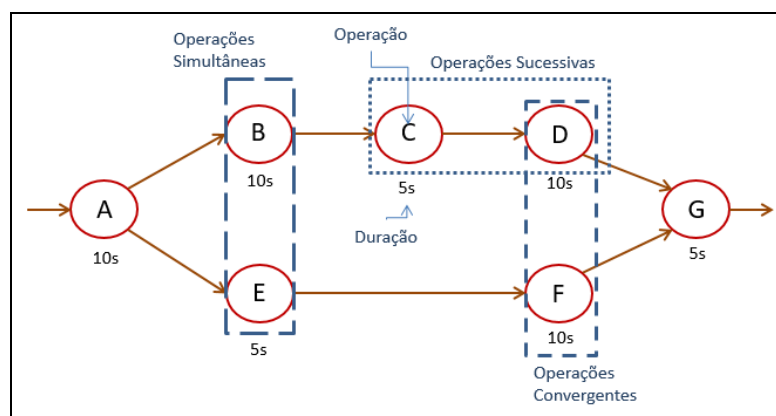 Operações
Simultâneas
Operação
Operações Sucessivas
B
C
D
10s
5s
10s
A
10s
Duração
G
5s
E
F
5s
10s
Operações
Convergentes